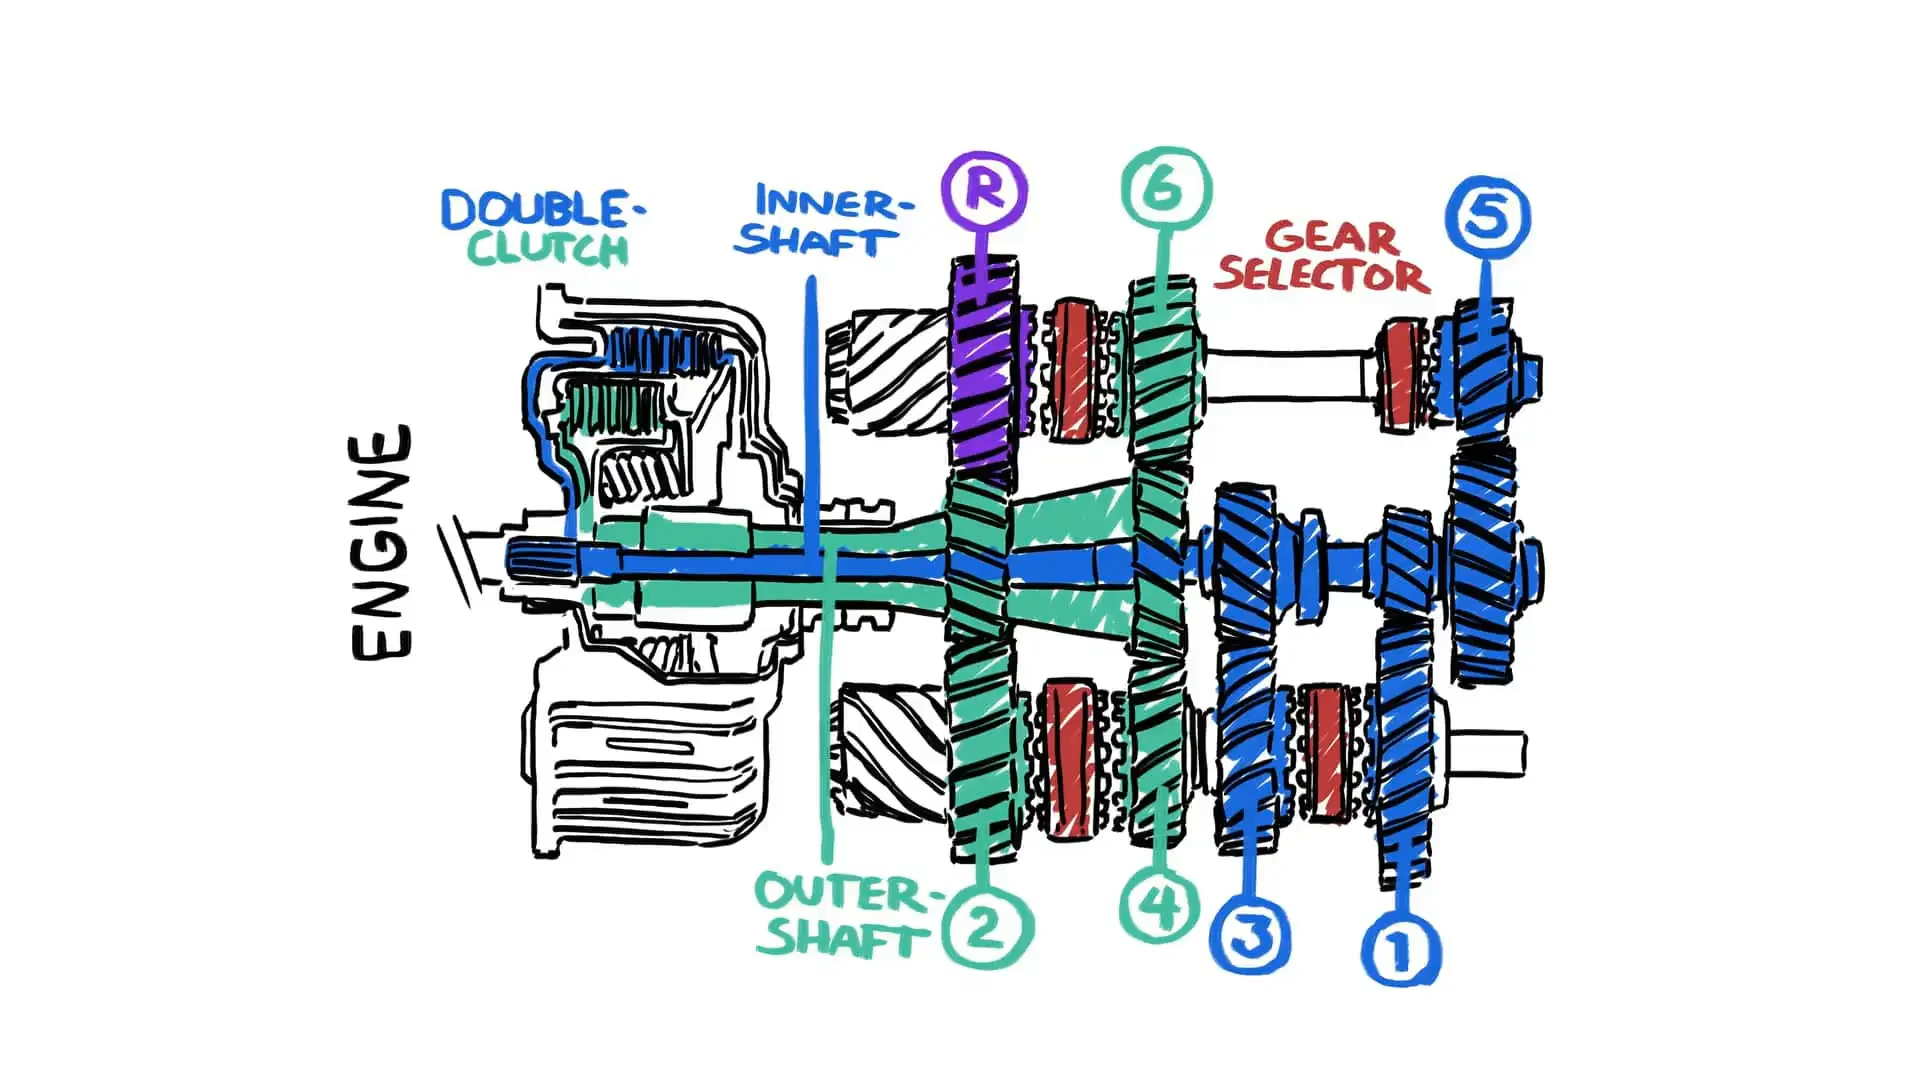 DOUBLE-
CLUTCH
INNER-
SHAFT
R
6
GEAR
SELECTOR
5
ENGINE
OUTER-
SHAFT
2
4
3
1